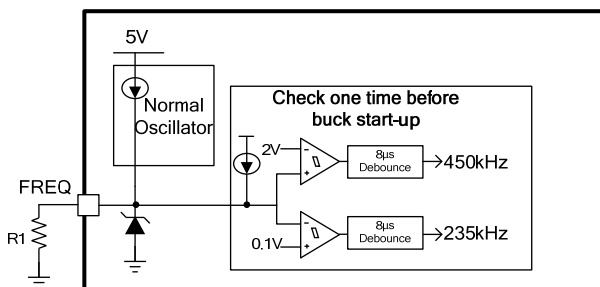 5V
Normal
Oscillator
Check one time before
buck start-up
2V
8µs
Debounce
450kHz
FREQ
R1
0.1V
8µs
Debounce
235kHz